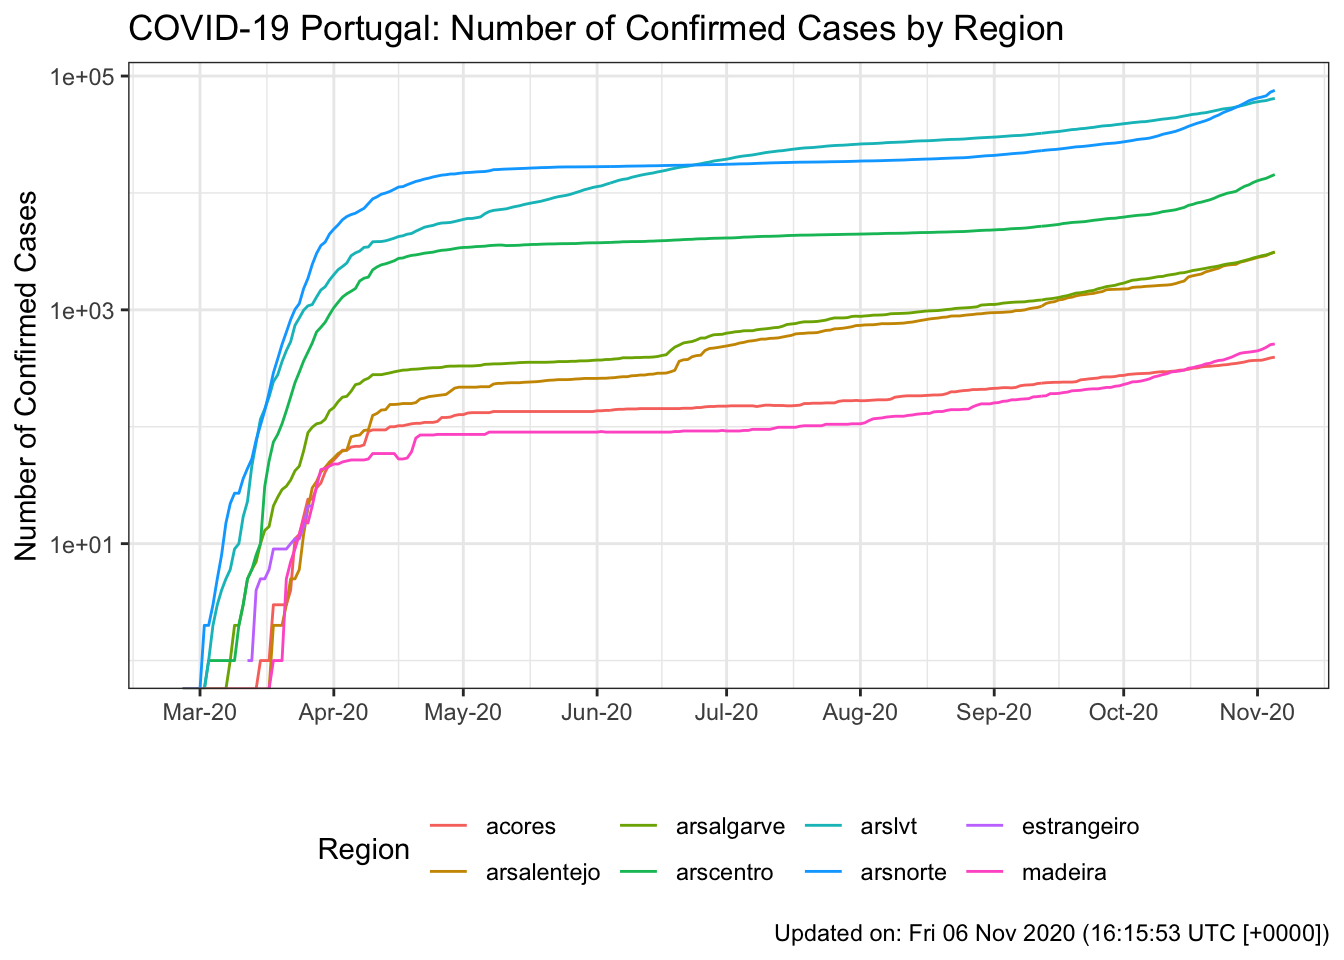 COVID-19 Portugal: Number of Confirmed Cases by Region
Number of Confirmed Cases
1e+05
1e+03
1e+01
Mar-20 Apr-20 May-20 Jun-20 Jul-20 Aug-20 Sep-20 Oct-20 Nov-20
Region
acores arsalgarve arslvt estrangeiro
arsalentejo arscentro arsnorte madeira
Updated on: Fri 06 Nov 2020 (16:15:53 UTC [+0000])